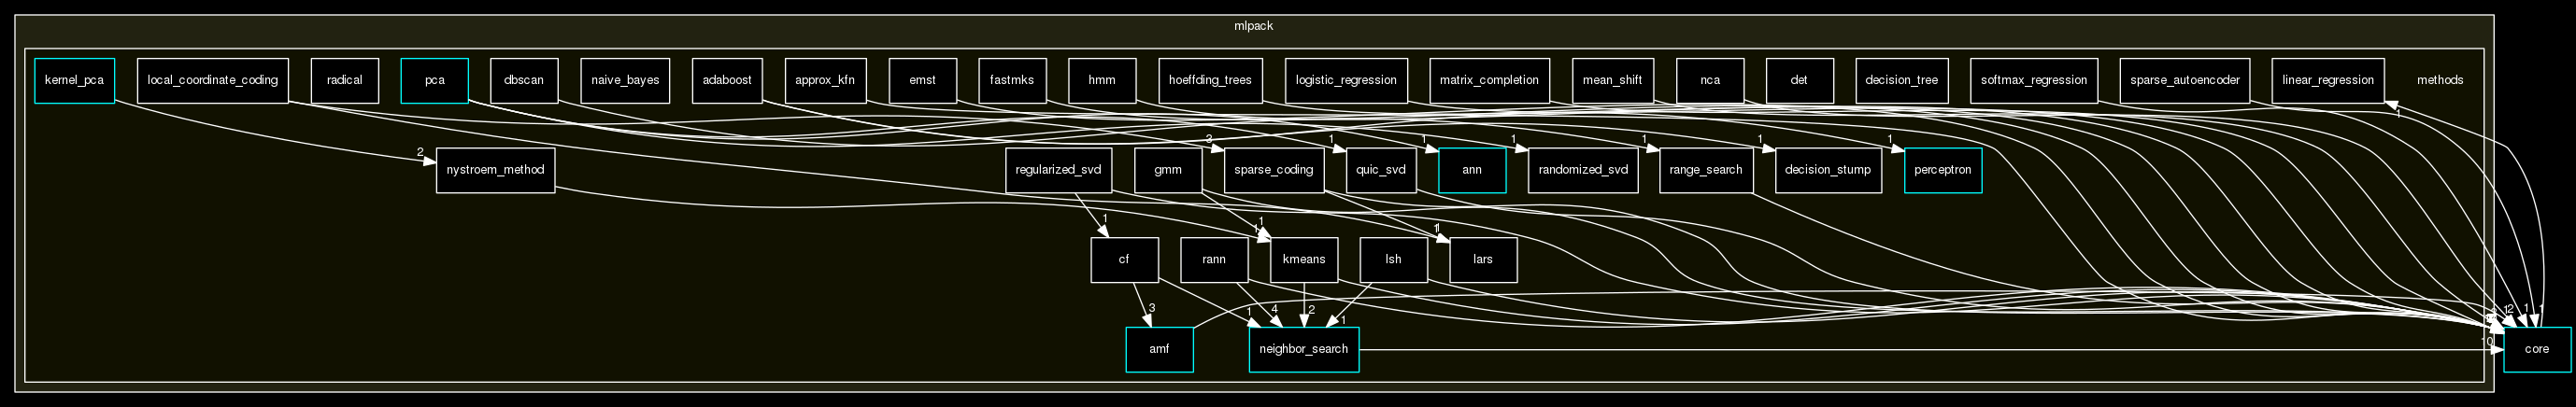 mlpack
kernel_pca
local_coordinate_coding
radical
pca
dbscan
naive_bayes
adaboost
approx_kfn
emst
fastmks
hmm
hoeffding_trees
logistic_regression
matrix_completion
mean_shift
nca
det
decision_tree
softmax_regression
sparse_autoencoder
linear_regression
methods
1
2
3
1
1
1
1
1
1
nystroem_method
regularized_svd
gmm
sparse_coding
quic_svd
ann
randomized_svd
range_search
decision_stump
perceptron
1
1
1
1
cf
rann
kmeans
lsh
lars
3
1
4
2
1
2
1
1
10
amf
neighbor_search
core